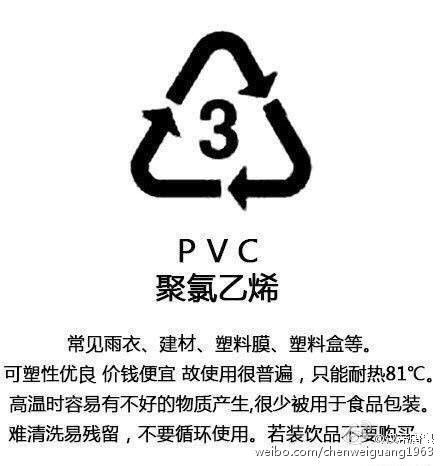 3
P V C
聚氯乙烯
常见雨衣、建材、塑料膜、塑料盒等。
可塑性优良 价钱便宜 故使用很普遍，只能耐热81℃。
高温时容易有不好的物质产生,很少被用于食品包装。
难清洗易残留，不要循环使用。若装饮品不要购买
weibo.com/chenweiguang1963